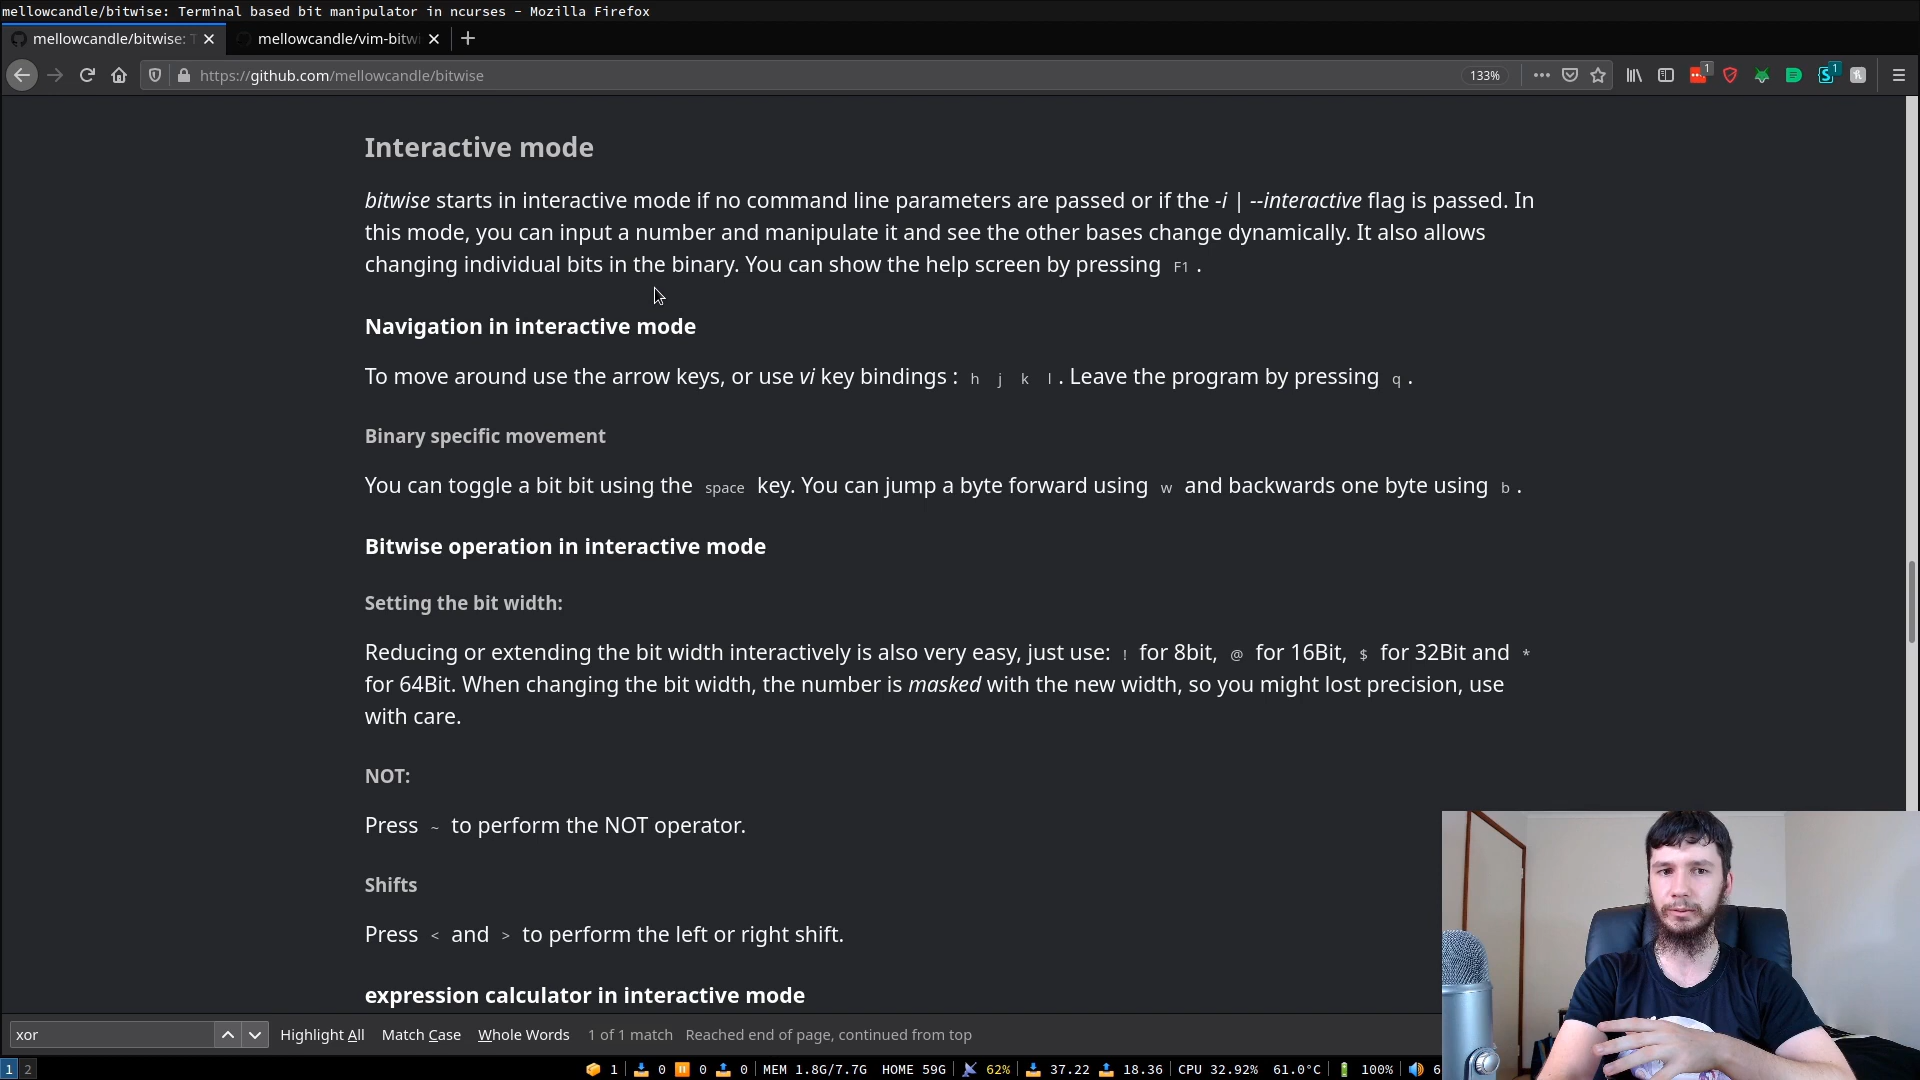 mellowcandle/bitwise: Terminal based bit manipulator in ncurses - Mozilla Firefox
mellowcandle/bitwise: T
mellowcandle/vim-bitw
https://github.com/mellowcandle/bitwise
133%
1
1
Interactive mode
bitwise starts in interactive mode if no command line parameters are passed or if the -i | --interactive flag is passed. In
this mode, you can input a number and manipulate it and see the other bases change dynamically. It also allows
changing individual bits in the binary. You can show the help screen by pressing F1 .
Navigation in interactive mode
To move around use the arrow keys, or use vi key bindings : h j k l . Leave the program by pressing q .
Binary specific movement
You can toggle a bit bit using the space key. You can jump a byte forward using w and backwards one byte using b .
Bitwise operation in interactive mode
Setting the bit width:
Reducing or extending the bit width interactively is also very easy, just use: ! for 8bit, @ for 16Bit, $ for 32Bit and *
for 64Bit. When changing the bit width, the number is masked with the new width, so you might lost precision, use
with care.
NOT:
Press ~ to perform the NOT operator.
Shifts
Press < and > to perform the left or right shift.
expression calculator in interactive mode
xor
Highlight All Match Case Whole Words 1 of 1 match Reached end of page, continued from top
1 2 1 0 0 0 MEM 1.8G/7.7G HOME 59G 62% 37.22 18.36 CPU 32.92% 61.0°C 100% 6